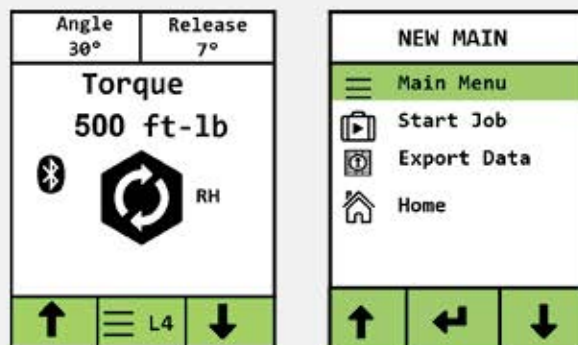 Angle
30°
Release
7°
Torque
500 ft-lb
RH
L4
NEW MAIN
Main Menu
Start Job
Export Data
Home